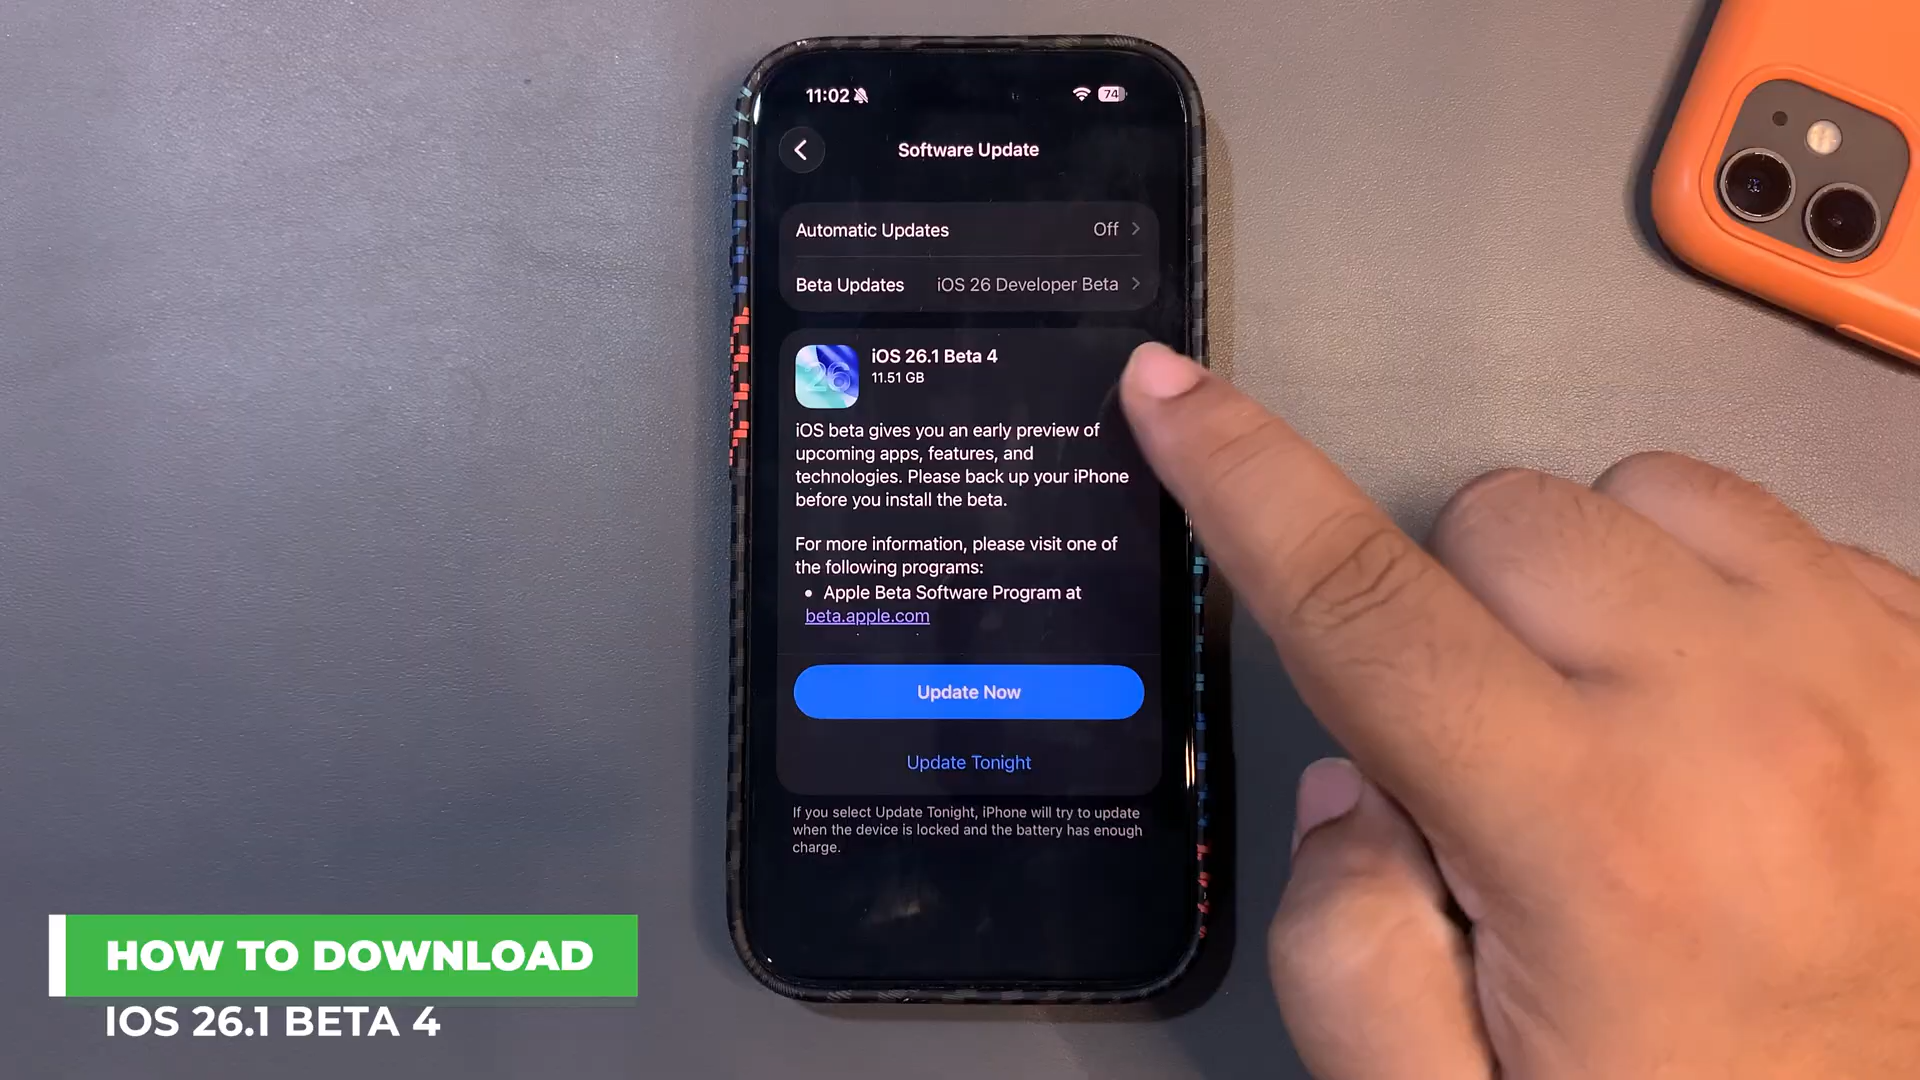 11:02
74
Software Update
Automatic Updates Off
Beta Updates iOS 26 Developer Beta
26
iOS 26.1 Beta 4
11.51 GB
iOS beta gives you an early preview of
upcoming apps, features, and
technologies. Please back up your iPhone
before you install the beta.
For more information, please visit one of
the following programs:
• Apple Beta Software Program at
beta.apple.com
Update Now
Update Tonight
If you select Update Tonight, iPhone will try to update
when the device is locked and the battery has enough
charge.
HOW TO DOWNLOAD
IOS 26.1 BETA 4